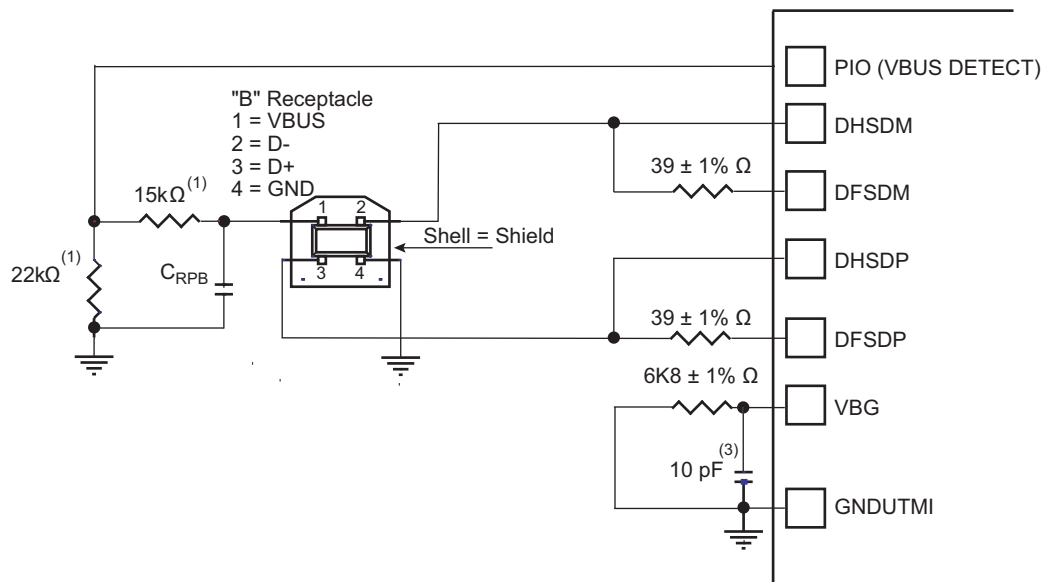 PIO (VBUS DETECT)
"B" Receptacle
1 = VBUS
2 = D-
3 = D+
4 = GND
DHSDM
39 ± 1% Ω
DFSDM
15kΩ(1)
1 2
Shell = Shield
22kΩ(1)
CRPB
3 4
DHSDP
39 ± 1% Ω
DFSDP
6K8 ± 1% Ω
VBG
(3)
10 pF
GNDUTMI